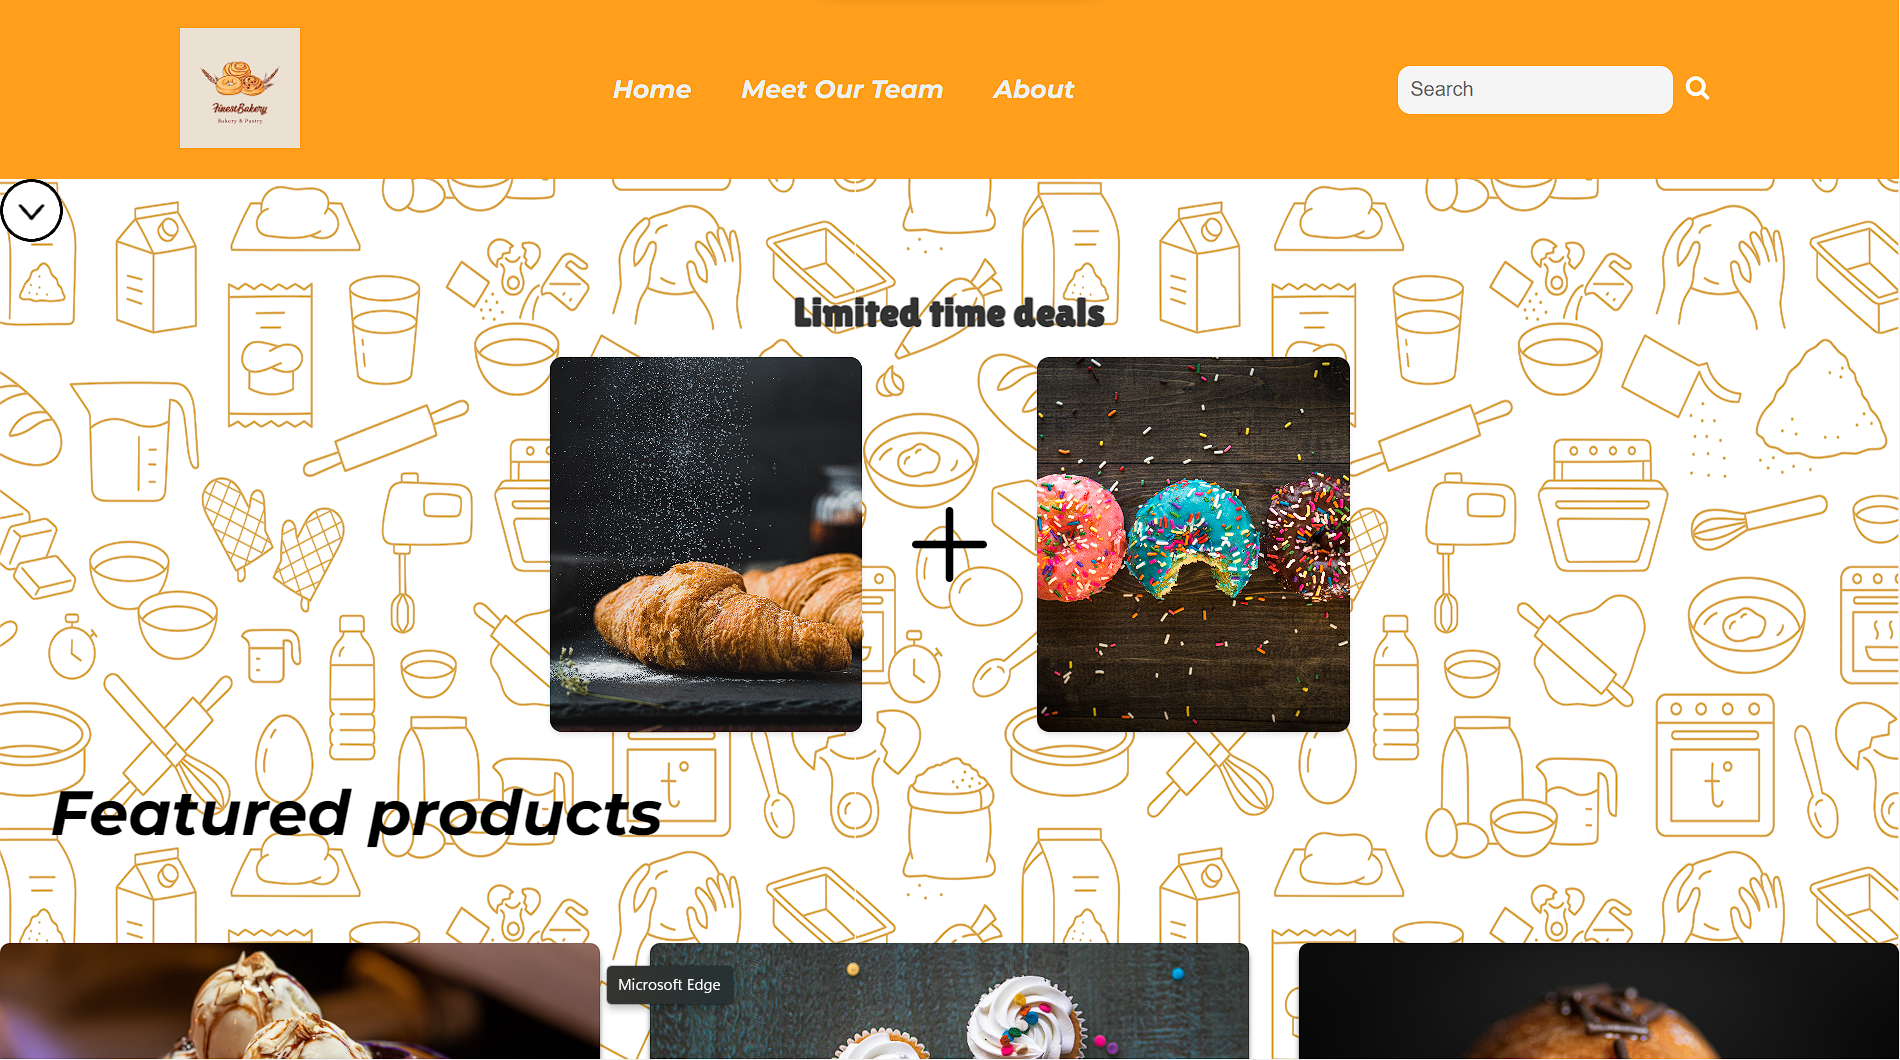 FinestBakery
Bakery & Pastry
Home
Meet Our Team
About
Search
Limited time deals
t°
t°
Featured products
Microsoft Edge